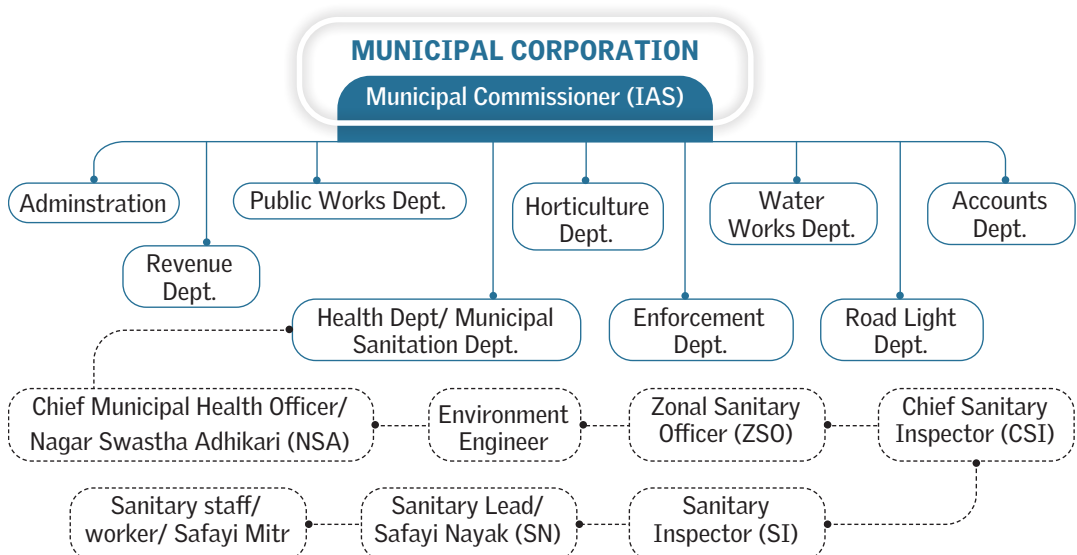 MUNICIPAL CORPORATION
Municipal Commissioner (IAS)
Adminstration
Public Works Dept.
Horticulture
Dept.
Water
Works Dept.
Accounts
Dept.
Revenue
Dept.
Health Dept/ Municipal
Sanitation Dept.
Enforcement
Dept.
Road Light
Dept.
Chief Municipal Health Officer/
Nagar Swastha Adhikari (NSA)
Environment
Engineer
Zonal Sanitary
Officer (ZSO)
Chief Sanitary
Inspector (CSI)
Sanitary staff/
worker/ Safayi Mitr
Sanitary Lead/
Safayi Nayak (SN)
Sanitary
Inspector (SI)